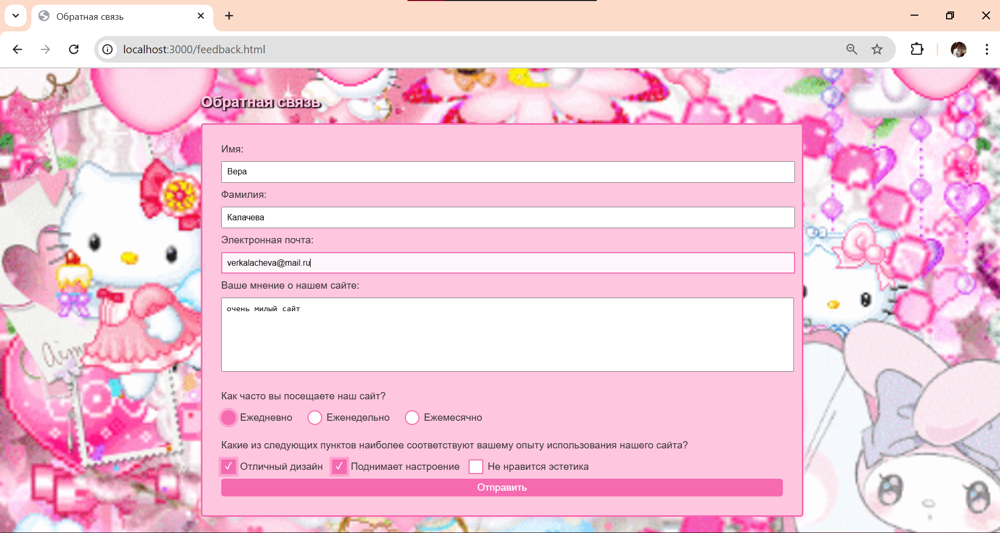 Обратная связь
localhost:3000/feedback.html
Обратная связь
Имя:
Вера
Фамилия:
Калачева
Электронная почта:
verkalacheva@mail.ru
Ваше мнение о нашем сайте:
очень милый сайт
Как часто вы посещаете наш сайт?
Ежедневно Еженедельно Ежемесячно
Какие из следующих пунктов наиболее соответствуют вашему опыту использования нашего сайта?
Отличный дизайн Поднимает настроение Не нравится эстетика
Отправить